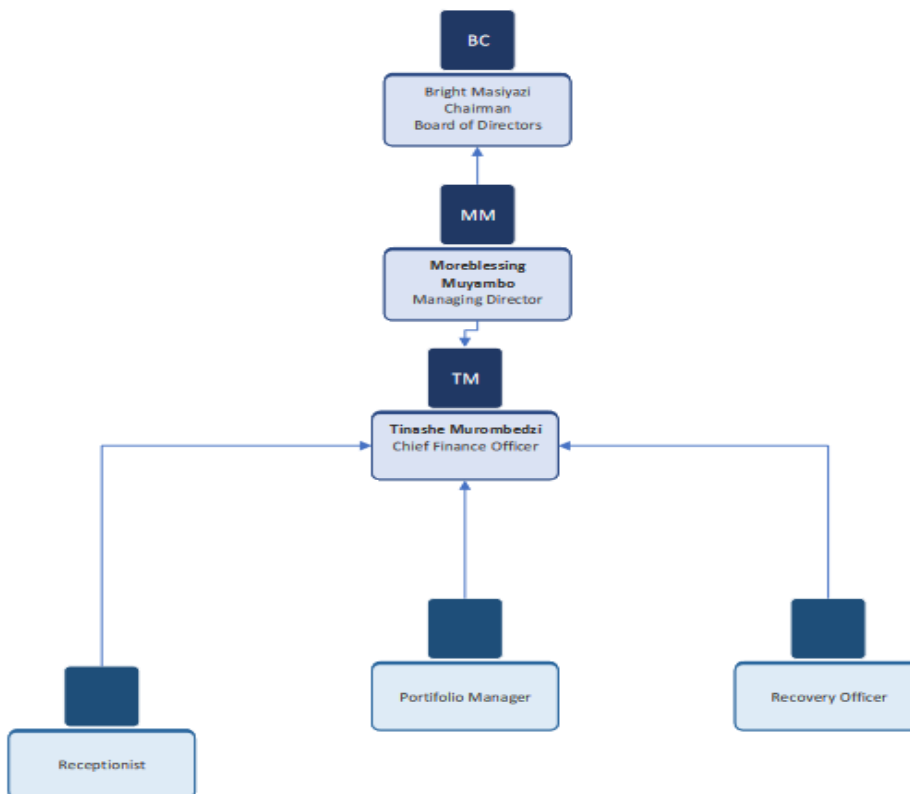 BC
Bright Masiyazi
Chairman
Board of Directors
MM
Moreblessing
Muyambo
Managing Director
TM
Tinashe Murombedzi
Chief Finance Officer
Portifolio Manager
Recovery Officer
Receptionist